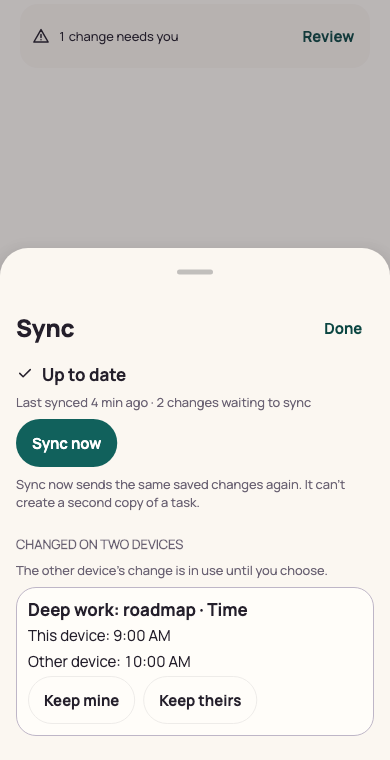 1 change needs you
Review
Sync
Done
Up to date
Last synced 4 min ago · 2 changes waiting to sync
Sync now
Sync now sends the same saved changes again. It can't
create a second copy of a task.
CHANGED ON TWO DEVICES
The other device's change is in use until you choose.
Deep work: roadmap · Time
This device: 9:00 AM
Other device: 10:00 AM
Keep mine
Keep theirs